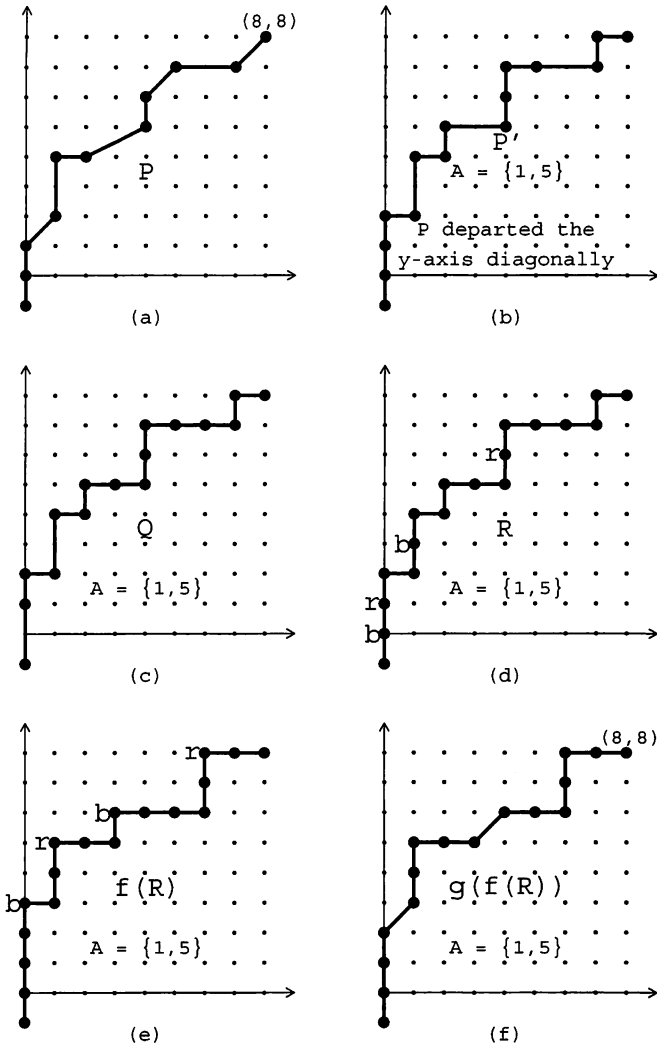 (8,8)
P
(a)
P'
A = {1,5}
P departed the
y-axis diagonally
(b)
Q
A = {1,5}
(c)
r
b
R
r
b
A = {1,5}
(d)
r
b
r
f(R)
b
A = {1,5}
(e)
(8,8)
g(f(R))
A = {1,5}
(f)